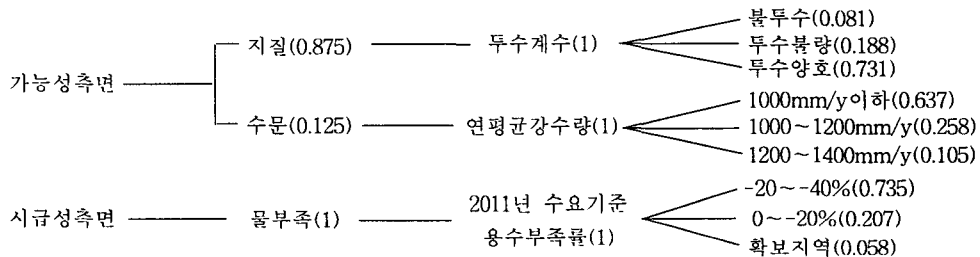 가능성측면
지질(0.875)
투수계수(1)
불투수(0.081)
투수불량(0.188)
투수양호(0.731)
수문(0.125)
연평균강수량(1)
1000mm/y이하(0.637)
1000~1200mm/y(0.258)
1200~1400mm/y(0.105)
시급성측면
물부족(1)
2011년 수요기준
용수부족률(1)
-20~-40%(0.735)
0~-20%(0.207)
확보지역(0.058)